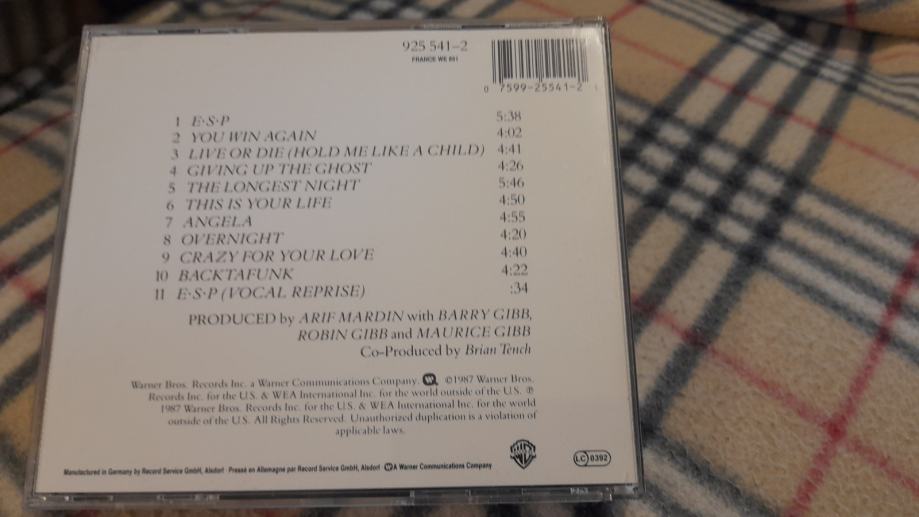 925 541-2
FRANCE WE 851
0 7599-25541-2
1 E·S·P 5:38
2 YOU WIN AGAIN 4:02
3 LIVE OR DIE (HOLD ME LIKE A CHILD) 4:41
4 GIVING UP THE GHOST 4:26
5 THE LONGEST NIGHT 5:46
6 THIS IS YOUR LIFE 4:50
7 ANGELA 4:55
8 OVERNIGHT 4:20
9 CRAZY FOR YOUR LOVE 4:40
10 BACKTAFUNK 4:22
11 E·S·P (VOCAL REPRISE) :34
PRODUCED by ARIF MARDIN with BARRY GIBB,
ROBIN GIBB and MAURICE GIBB
Co-Produced by Brian Tench
Warner Bros. Records Inc. a Warner Communications Company. ©1987 Warner Bros.
Records Inc. for the U.S. & WEA International Inc. for the world outside of the U.S. ℗
1987 Warner Bros. Records Inc. for the U.S. & WEA International Inc. for the world
outside of the U.S. All Rights Reserved. Unauthorized duplication is a violation of
applicable laws.
Manufactured in Germany by Record Service GmbH, Alsdorf · Pressé en Allemagne par Record Service GmbH, Alsdorf A Warner Communications Company
LC 0392